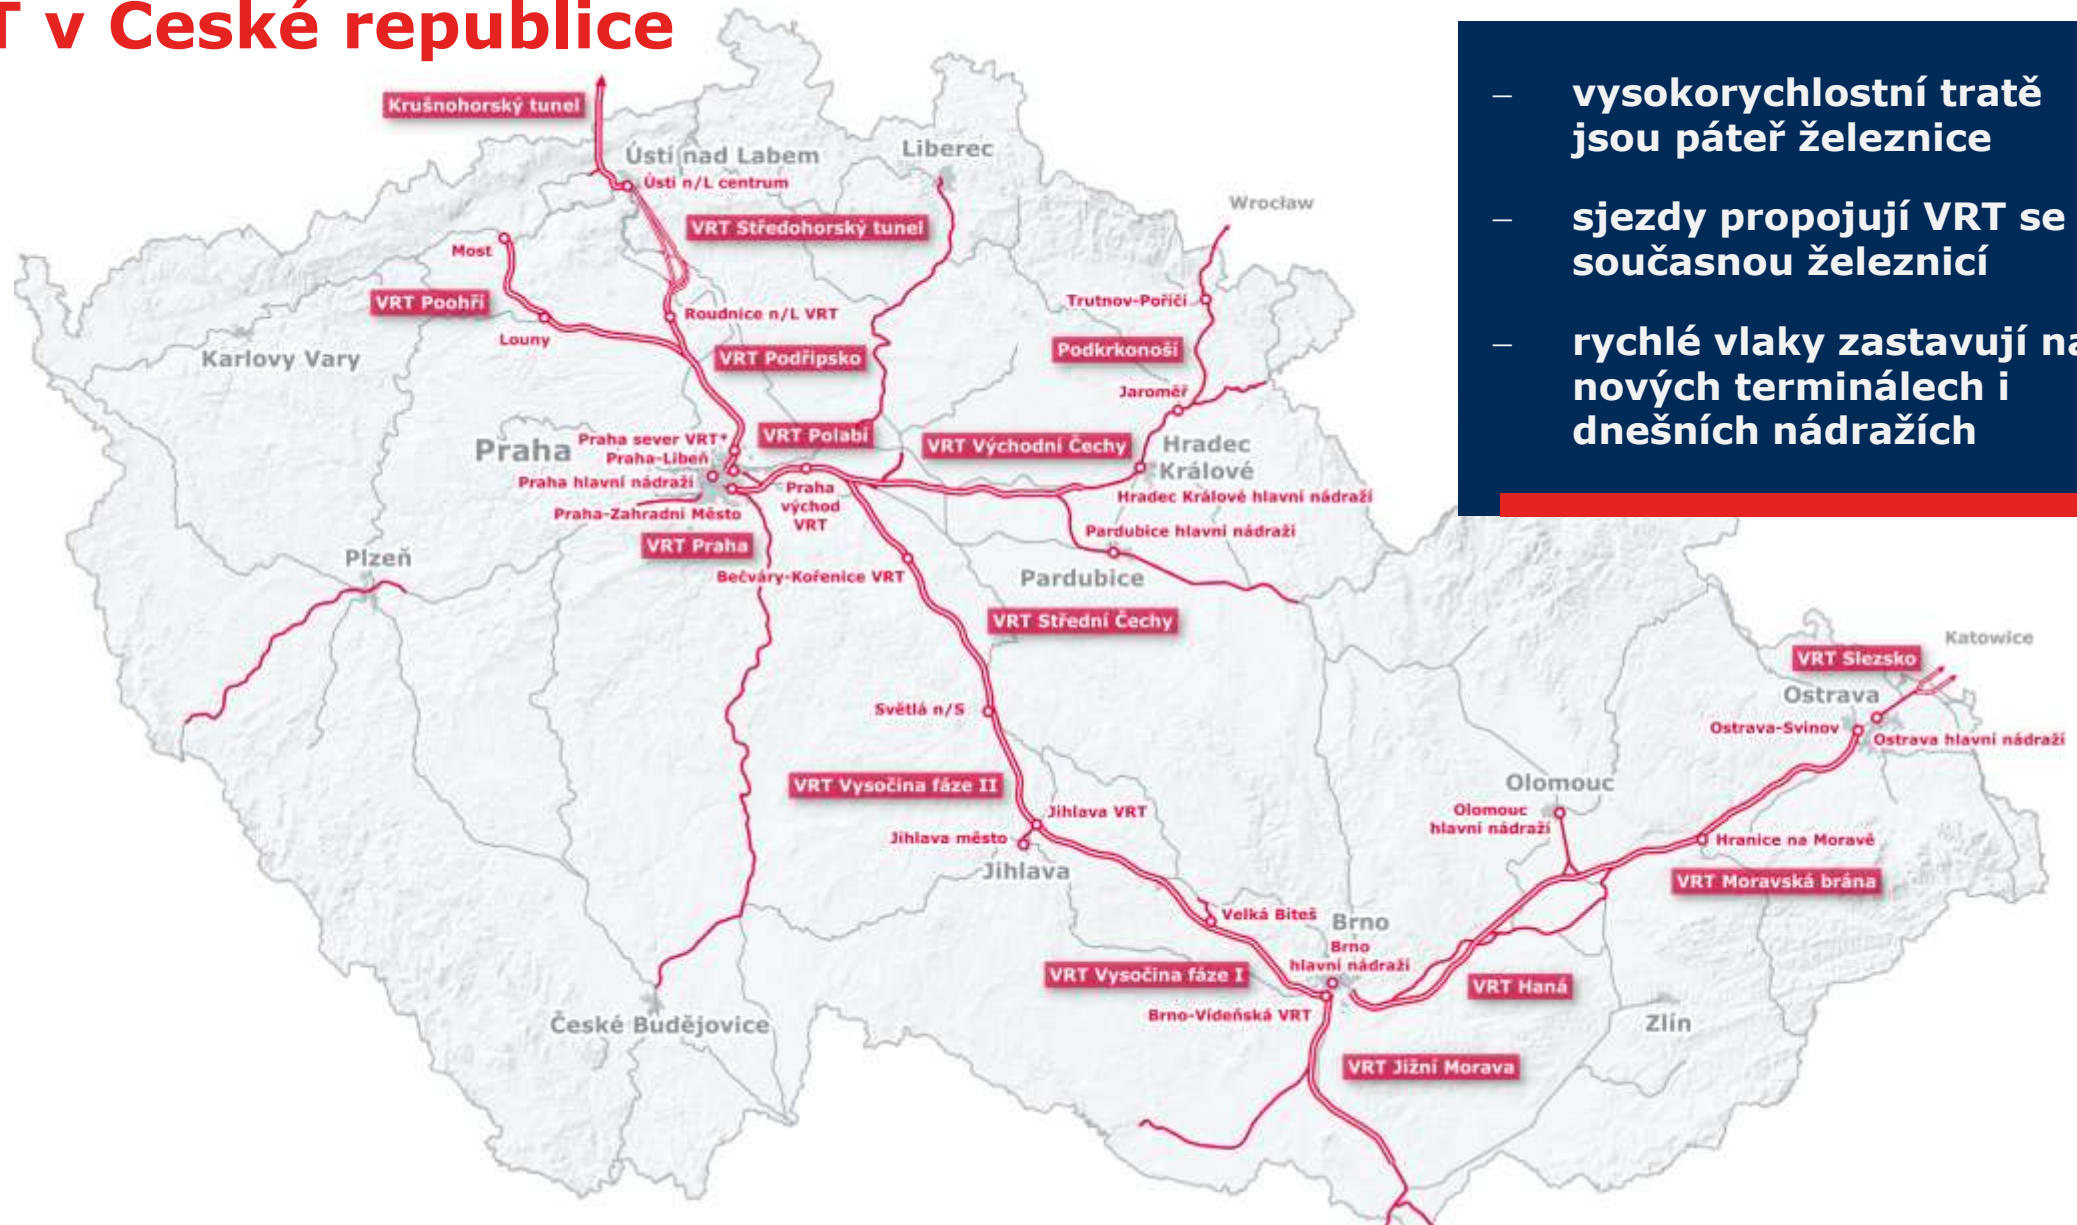 T v České republice
vysokorychlostní tratě
jsou páteř železnice
sjezdy propojují VRT se
současnou železnicí
rychlé vlaky zastavují na
nových terminálech i
dnešních nádražích
Krušnohorský tunel
Ústí nad Labem
Ústí n/L centrum
Liberec
Wrocław
VRT Středohorský tunel
Most
VRT Poohří
Louny
Roudnice n/L VRT
Trutnov-Poříčí
Karlovy Vary
VRT Podřipsko
Podkrkonoší
Jaroměř
Praha
Praha sever VRT*
Praha-Libeň
Praha hlavní nádraží
Praha-Zahradní Město
VRT Praha
VRT Polabí
Praha
východ
VRT
VRT Východní Čechy
Hradec
Králové
Hradec Králové hlavní nádraží
Pardubice hlavní nádraží
Pardubice
Plzeň
Bečváry-Kořenice VRT
VRT Střední Čechy
Katowice
VRT Slezsko
Ostrava
Ostrava-Svinov
Ostrava hlavní nádraží
Světlá n/S
VRT Vysočina fáze II
Jihlava VRT
Jihlava město
Jihlava
Olomouc
Olomouc
hlavní nádraží
Hranice na Moravě
VRT Moravská brána
Velká Bíteš
Brno
Brno
hlavní nádraží
VRT Vysočina fáze I
Brno-Vídeňská VRT
VRT Haná
Zlín
České Budějovice
VRT Jižní Morava